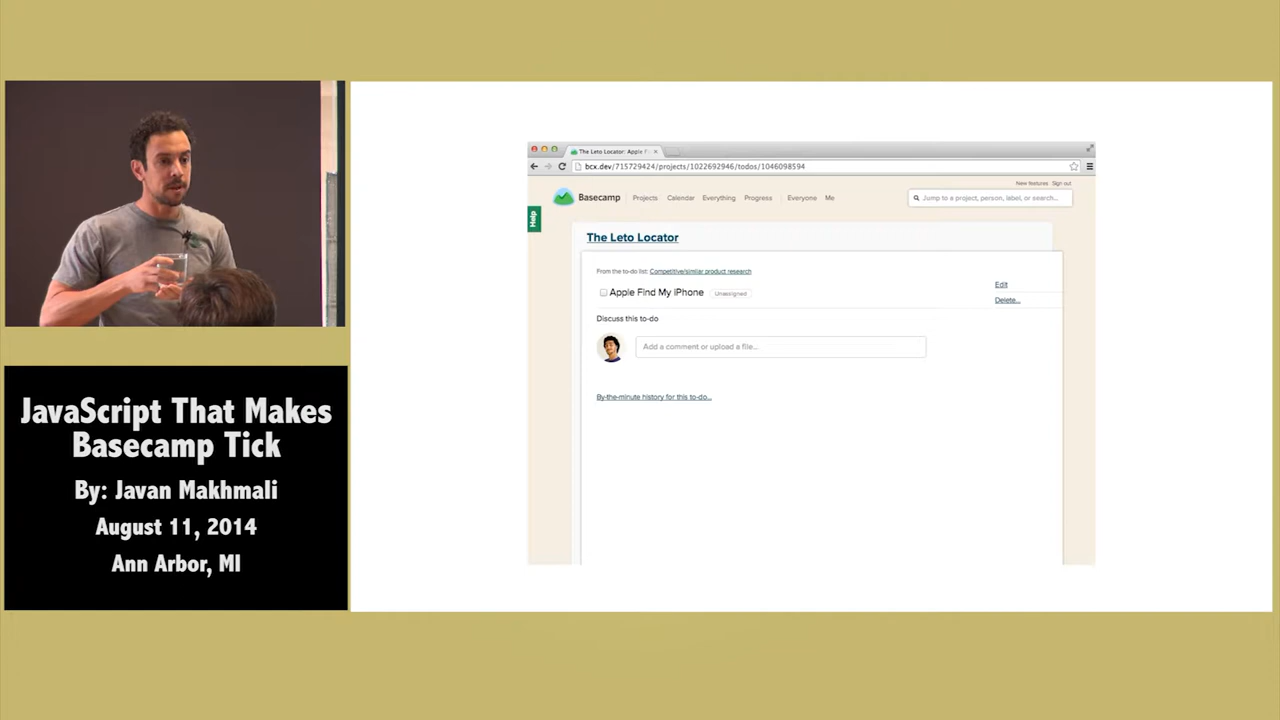 The Leto Locator: Apple F
bcx.dev/715729424/projects/1022692946/todos/1046098594
New features Sign out
Basecamp Projects Calendar Everything Progress Everyone Me
Jump to a project, person, label, or search...
Help
The Leto Locator
From the to-do list: Competitive/similar product research
Apple Find My iPhone Unassigned
Edit
Delete...
Discuss this to-do
Add a comment or upload a file...
By-the-minute history for this to-do...
JavaScript That Makes
Basecamp Tick
By: Javan Makhmali
August 11, 2014
Ann Arbor, MI